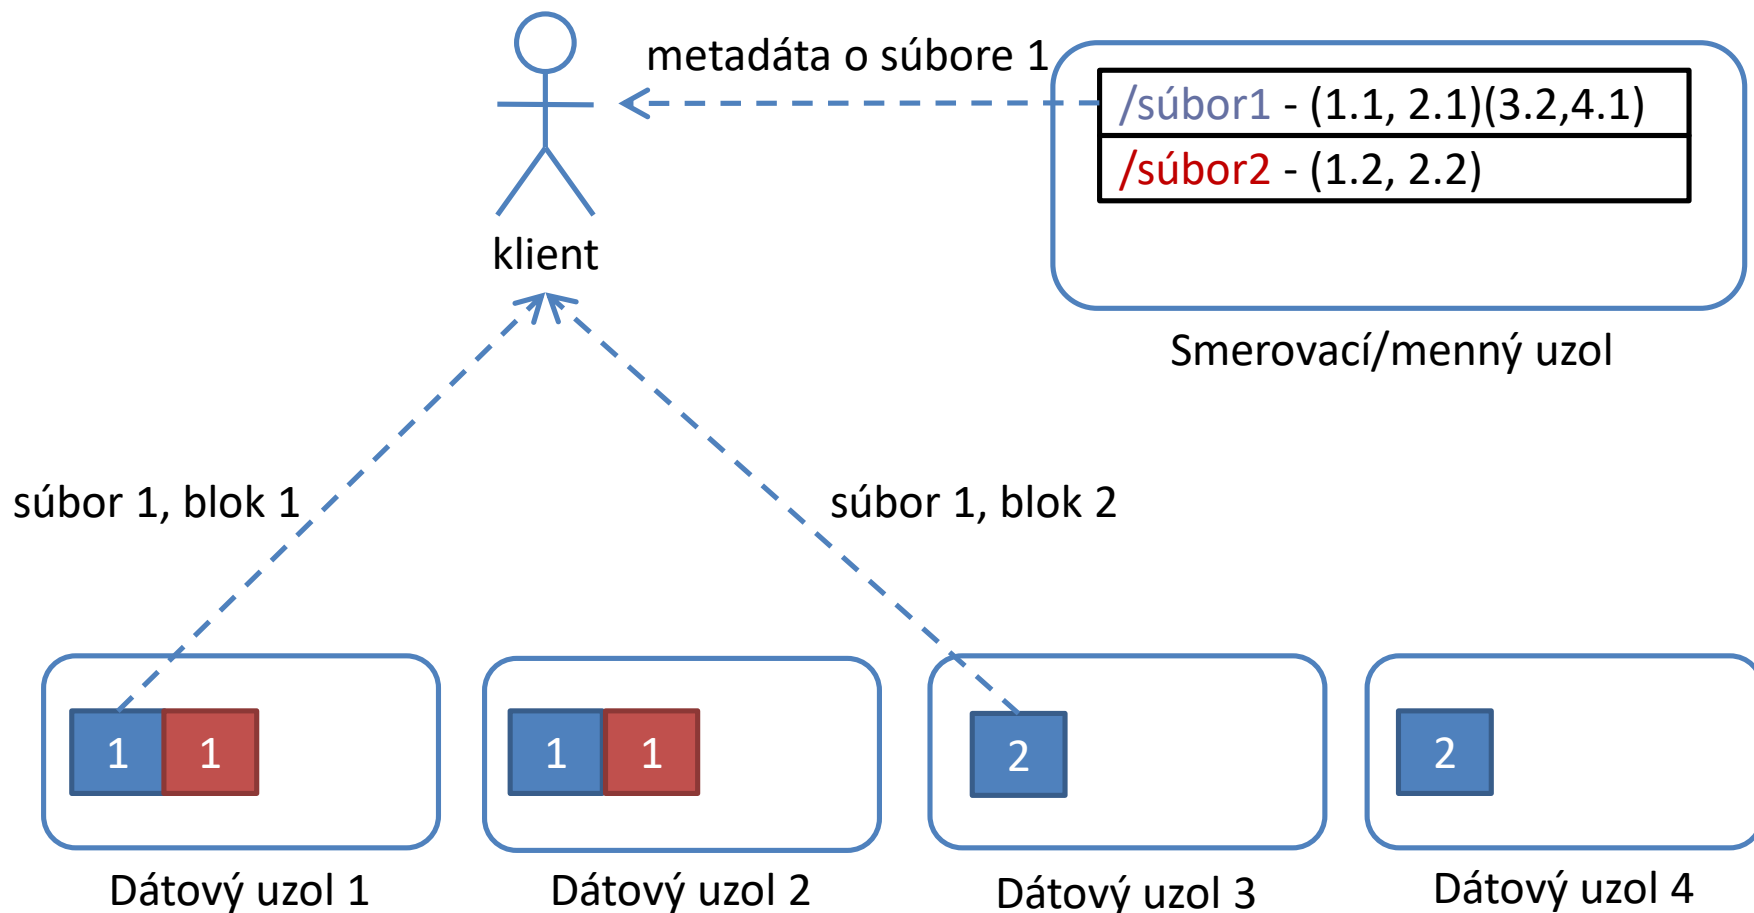 metadáta o súbore 1
/súbor1 - (1.1, 2.1)(3.2,4.1)
/súbor2 - (1.2, 2.2)
klient
Smerovací/menný uzol
súbor 1, blok 1
súbor 1, blok 2
1 1
1 1
2
2
Dátový uzol 1
Dátový uzol 2
Dátový uzol 3
Dátový uzol 4